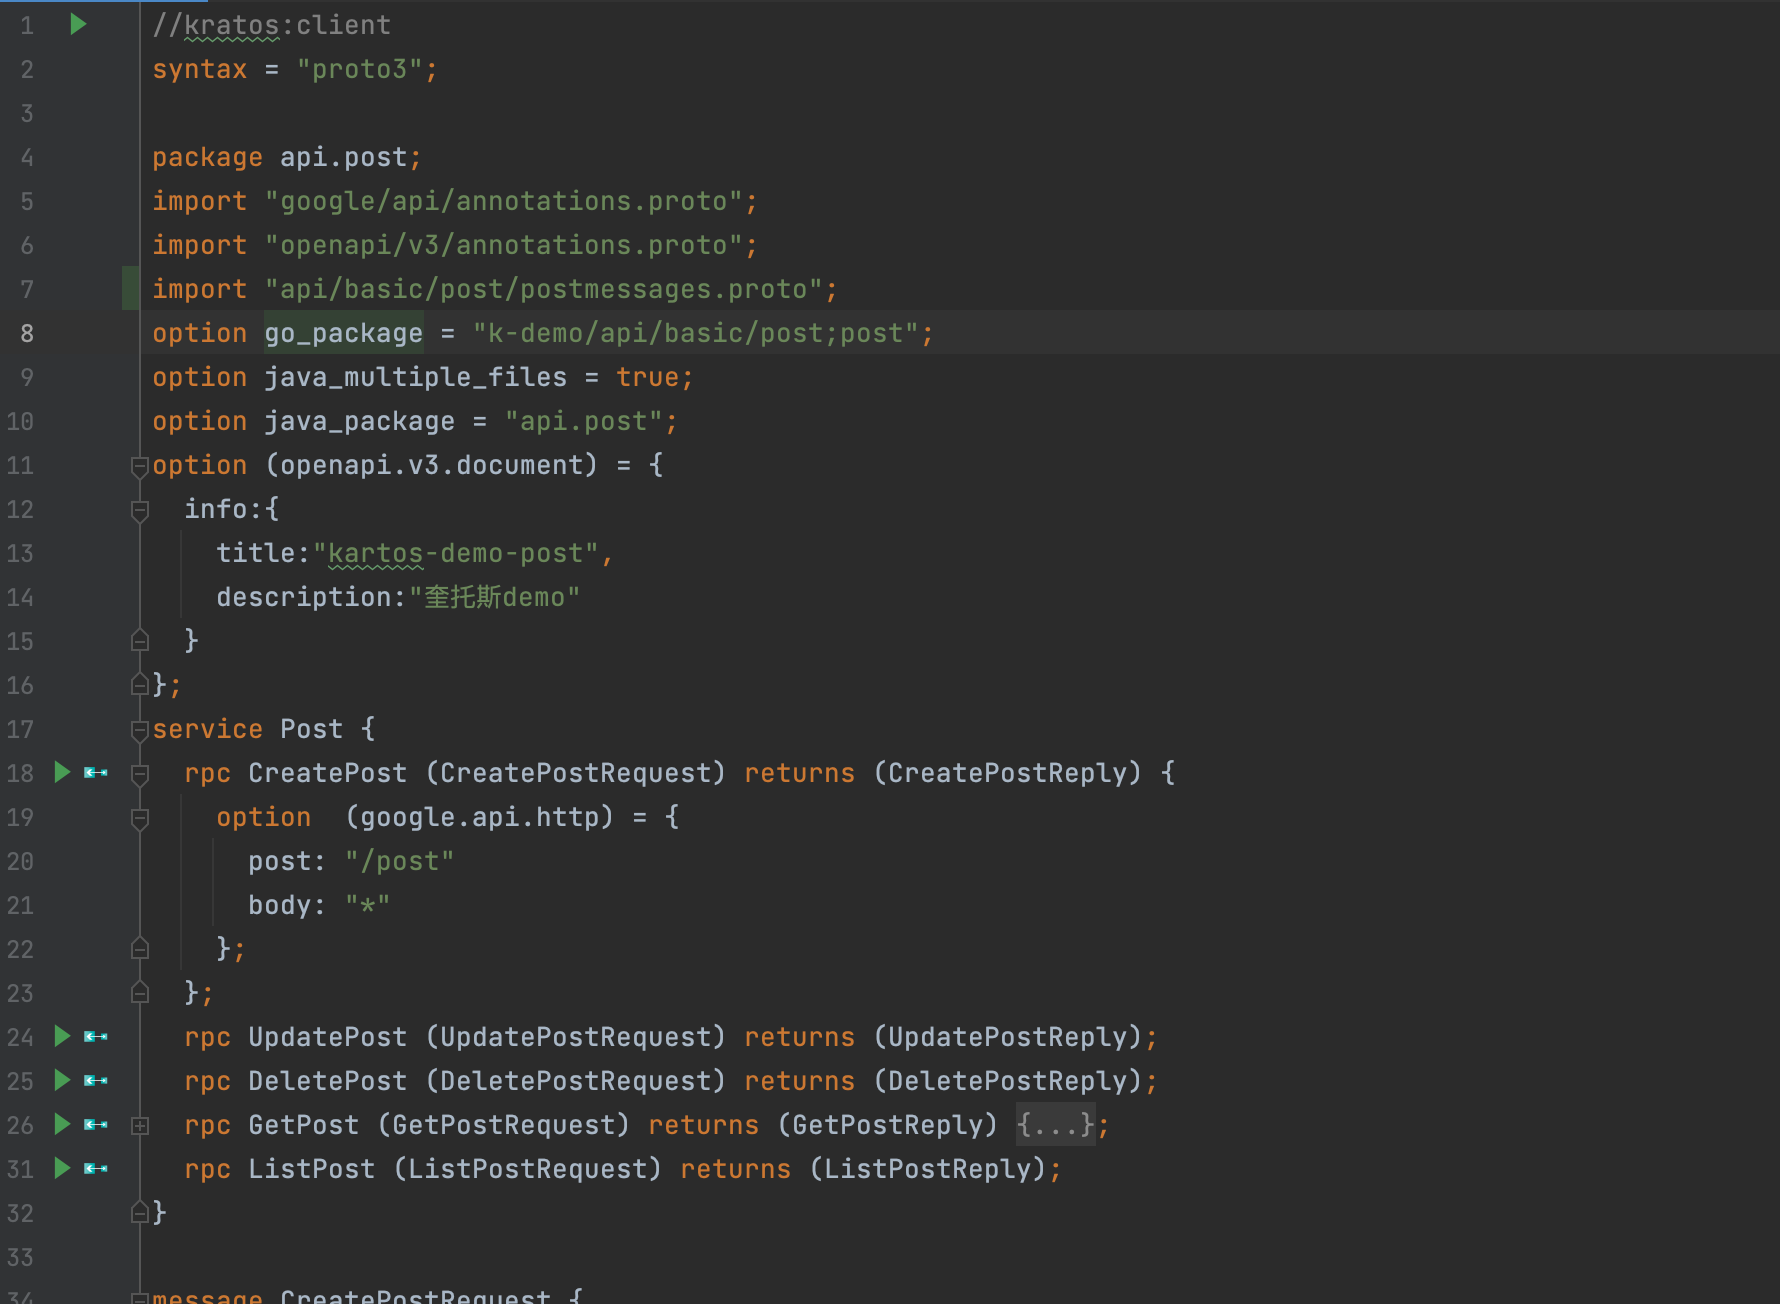 1 //kratos:client
2 syntax = "proto3";
3
4 package api.post;
5 import "google/api/annotations.proto";
6 import "openapi/v3/annotations.proto";
7 import "api/basic/post/postmessages.proto";
8 option go_package = "k-demo/api/basic/post;post";
9 option java_multiple_files = true;
10 option java_package = "api.post";
11 option (openapi.v3.document) = {
12 info:{
13 title:"kartos-demo-post",
14 description:"奎托斯demo"
15 }
16 };
17 service Post {
18 rpc CreatePost (CreatePostRequest) returns (CreatePostReply) {
19 option  (google.api.http) = {
20 post: "/post"
21 body: "*"
22 };
23 };
24 rpc UpdatePost (UpdatePostRequest) returns (UpdatePostReply);
25 rpc DeletePost (DeletePostRequest) returns (DeletePostReply);
26 rpc GetPost (GetPostRequest) returns (GetPostReply) {...};
31 rpc ListPost (ListPostRequest) returns (ListPostReply);
32 }
33
34 message CreatePostRequest {